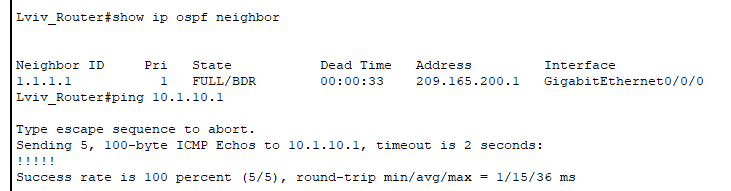 Lviv_Router#show ip ospf neighbor
Neighbor ID     Pri   State           Dead Time   Address         Interface
1.1.1.1           1   FULL/BDR        00:00:33    209.165.200.1   GigabitEthernet0/0/0
Lviv_Router#ping 10.1.10.1
Type escape sequence to abort.
Sending 5, 100-byte ICMP Echos to 10.1.10.1, timeout is 2 seconds:
!!!!!
Success rate is 100 percent (5/5), round-trip min/avg/max = 1/15/36 ms